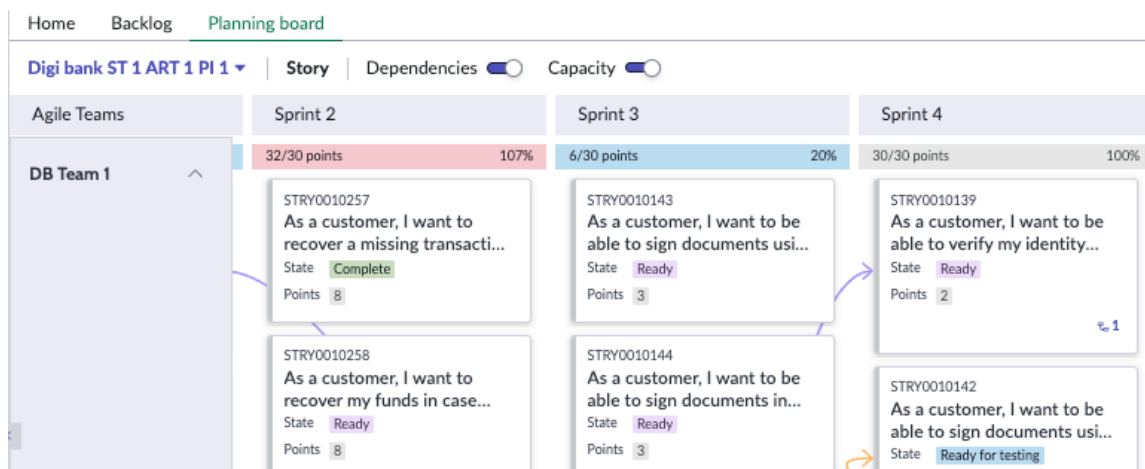 Home Backlog Planning board
Digi bank ST 1 ART 1 PI 1 Story Dependencies Capacity
Agile Teams Sprint 2 Sprint 3 Sprint 4
DB Team 1
32/30 points 107%
STRY0010257
As a customer, I want to
recover a missing transacti...
State Complete
Points 8
STRY0010258
As a customer, I want to
recover my funds in case...
State Ready
Points 8
6/30 points 20%
STRY0010143
As a customer, I want to be
able to sign documents usi...
State Ready
Points 3
STRY0010144
As a customer, I want to be
able to sign documents in...
State Ready
Points 3
30/30 points 100%
STRY0010139
As a customer, I want to be
able to verify my identity...
State Ready
Points 2
1
STRY0010142
As a customer, I want to be
able to sign documents usi...
State Ready for testing